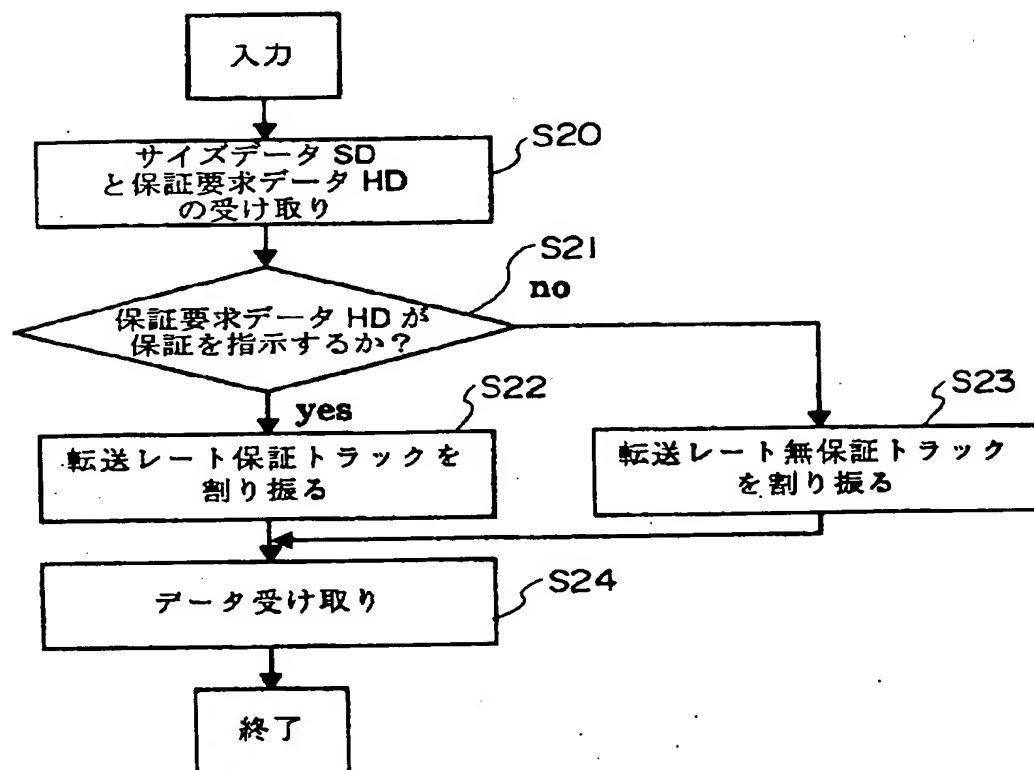 入力
S20
サイズデータ SD
と保証要求データ HD
の受け取り
S21
no
保証要求データ HD が
保証を指示するか？
yes
S22
転送レート保証トラックを
割り振る
S23
転送レート無保証トラック
を割り振る
S24
データ受け取り
終了